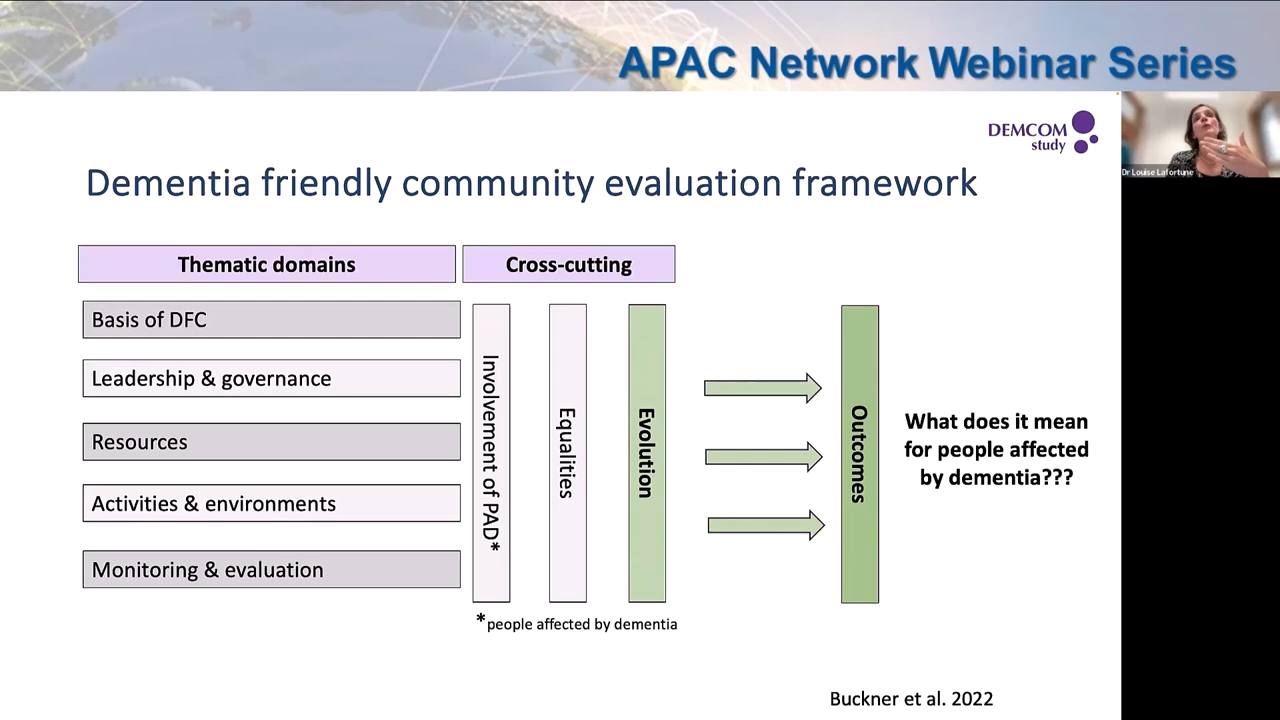 APAC Network Webinar Series
DEMCOM
study
Dr Louise Lafortune
Dementia friendly community evaluation framework
Thematic domains
Cross-cutting
Basis of DFC
Leadership & governance
Resources
Activities & environments
Monitoring & evaluation
Involvement of PAD*
Equalities
Evolution
Outcomes
What does it mean
for people affected
by dementia???
*people affected by dementia
Buckner et al. 2022